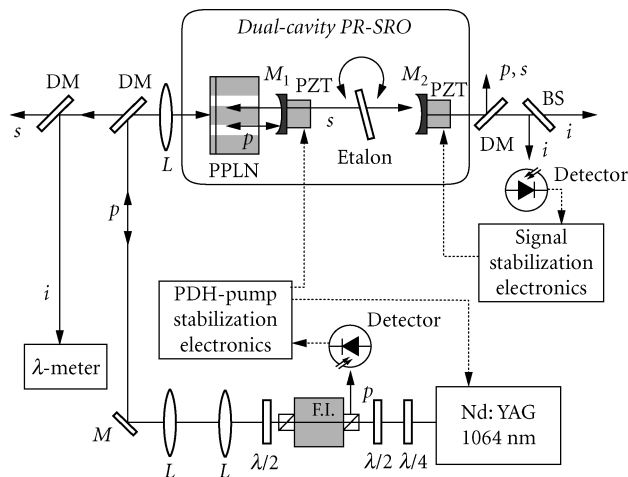 Dual-cavity PR-SRO
DM
DM
M1
PZT
M2
PZT
p, s
BS
s
L
p
s
PPLN
Etalon
DM
i
i
Detector
p
Signal
stabilization
electronics
i
PDH-pump
stabilization
electronics
Detector
λ-meter
p
F.I.
Nd: YAG
1064 nm
M
L
L
λ/2
λ/2
λ/4